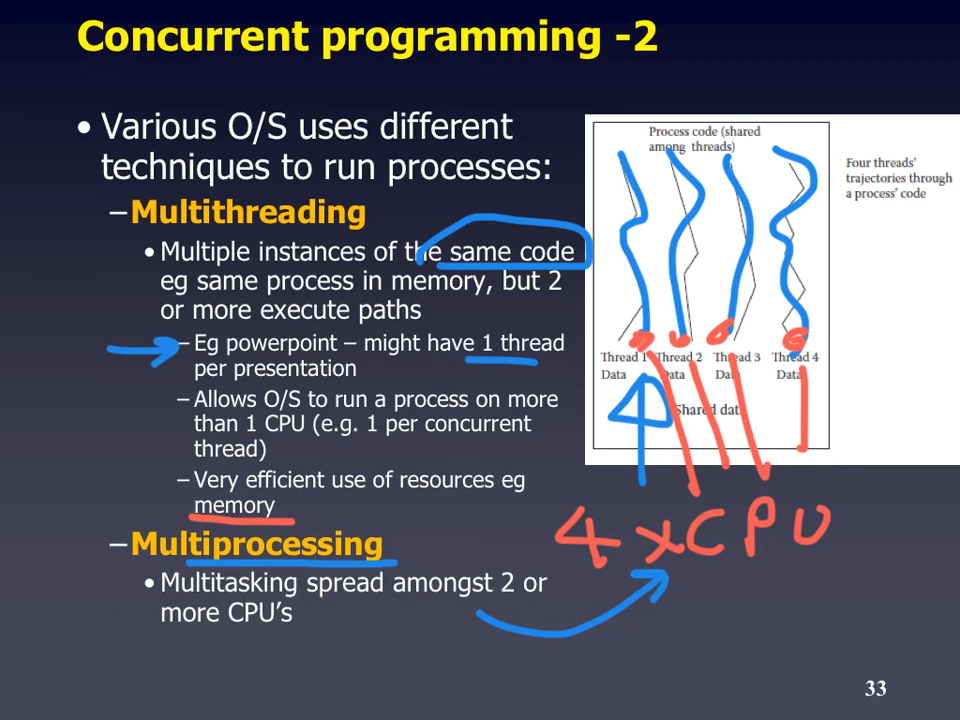 Concurrent programming -2
• Various O/S uses different
techniques to run processes:
–Multithreading
• Multiple instances of the same code
eg same process in memory, but 2
or more execute paths
– Eg powerpoint – might have 1 thread
per presentation
– Allows O/S to run a process on more
than 1 CPU (e.g. 1 per concurrent
thread)
– Very efficient use of resources eg
memory
–Multiprocessing
• Multitasking spread amongst 2 or
more CPU's
Process code (shared
among threads)
Four threads'
trajectories through
a process' code
Thread 1 Thread 2 Thread 3 Thread 4
Data Data Data Data
Shared data
4 x CPU
33